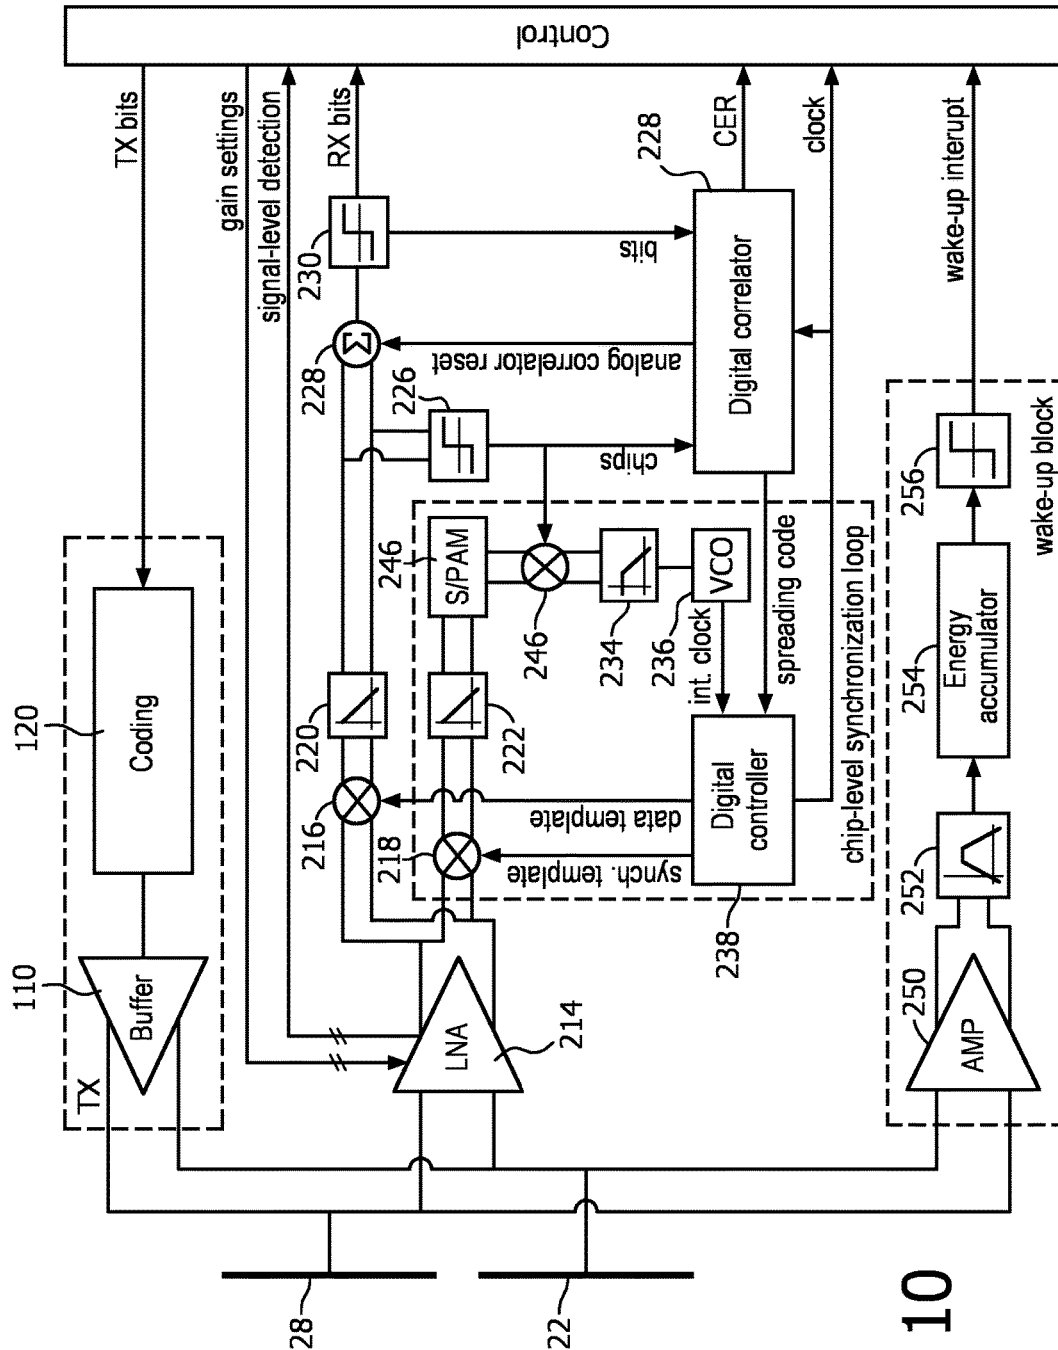 Control
TX bits
gain settings
signal-level detection
RX bits
CER
clock
wake-up interupt
120
Coding
110
Buffer
TX
230
228
Σ
226
bits
analog correlator reset
chips
228
Digital correlator
220
216
246
S/PAM
222
218
246
234
236
VCO
int. clock
spreading code
data template
synch. template
Digital
controller
238
chip-level synchronization loop
LNA
214
256
254
Energy
accumulator
252
250
AMP
wake-up block
28
22
10